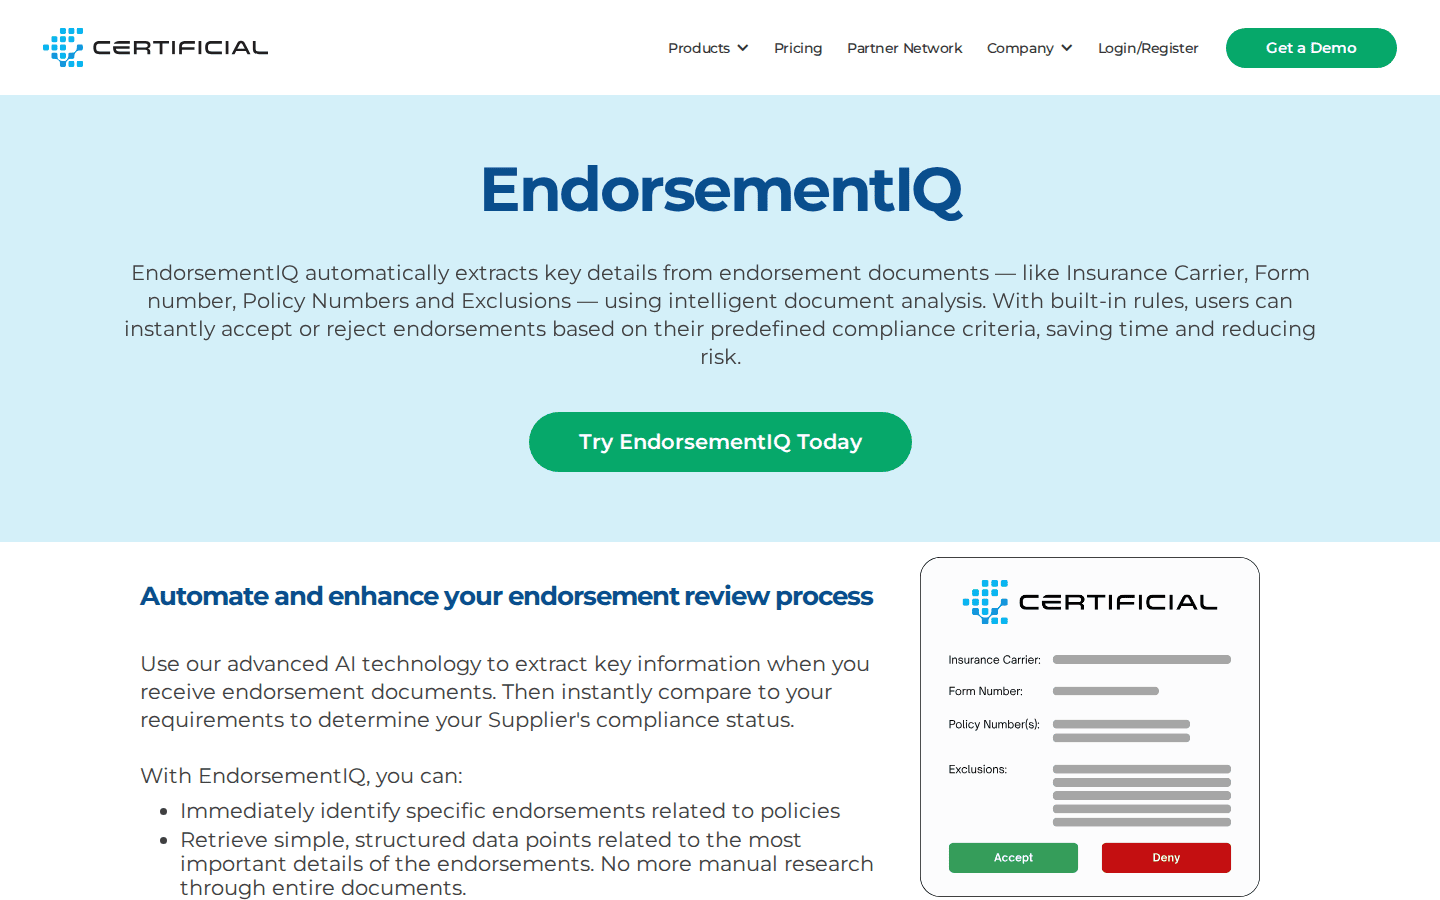 CERTIFICIAL
Products
Pricing
Partner Network
Company
Login/Register
Get a Demo
EndorsementIQ
EndorsementIQ automatically extracts key details from endorsement documents — like Insurance Carrier, Form
number, Policy Numbers and Exclusions — using intelligent document analysis. With built-in rules, users can
instantly accept or reject endorsements based on their predefined compliance criteria, saving time and reducing
risk.
Try EndorsementIQ Today
Automate and enhance your endorsement review process
Use our advanced AI technology to extract key information when you
receive endorsement documents. Then instantly compare to your
requirements to determine your Supplier's compliance status.
With EndorsementIQ, you can:
Immediately identify specific endorsements related to policies
Retrieve simple, structured data points related to the most
important details of the endorsements. No more manual research
through entire documents.
CERTIFICIAL
Insurance Carrier:
Form Number:
Policy Number(s):
Exclusions:
Accept
Deny